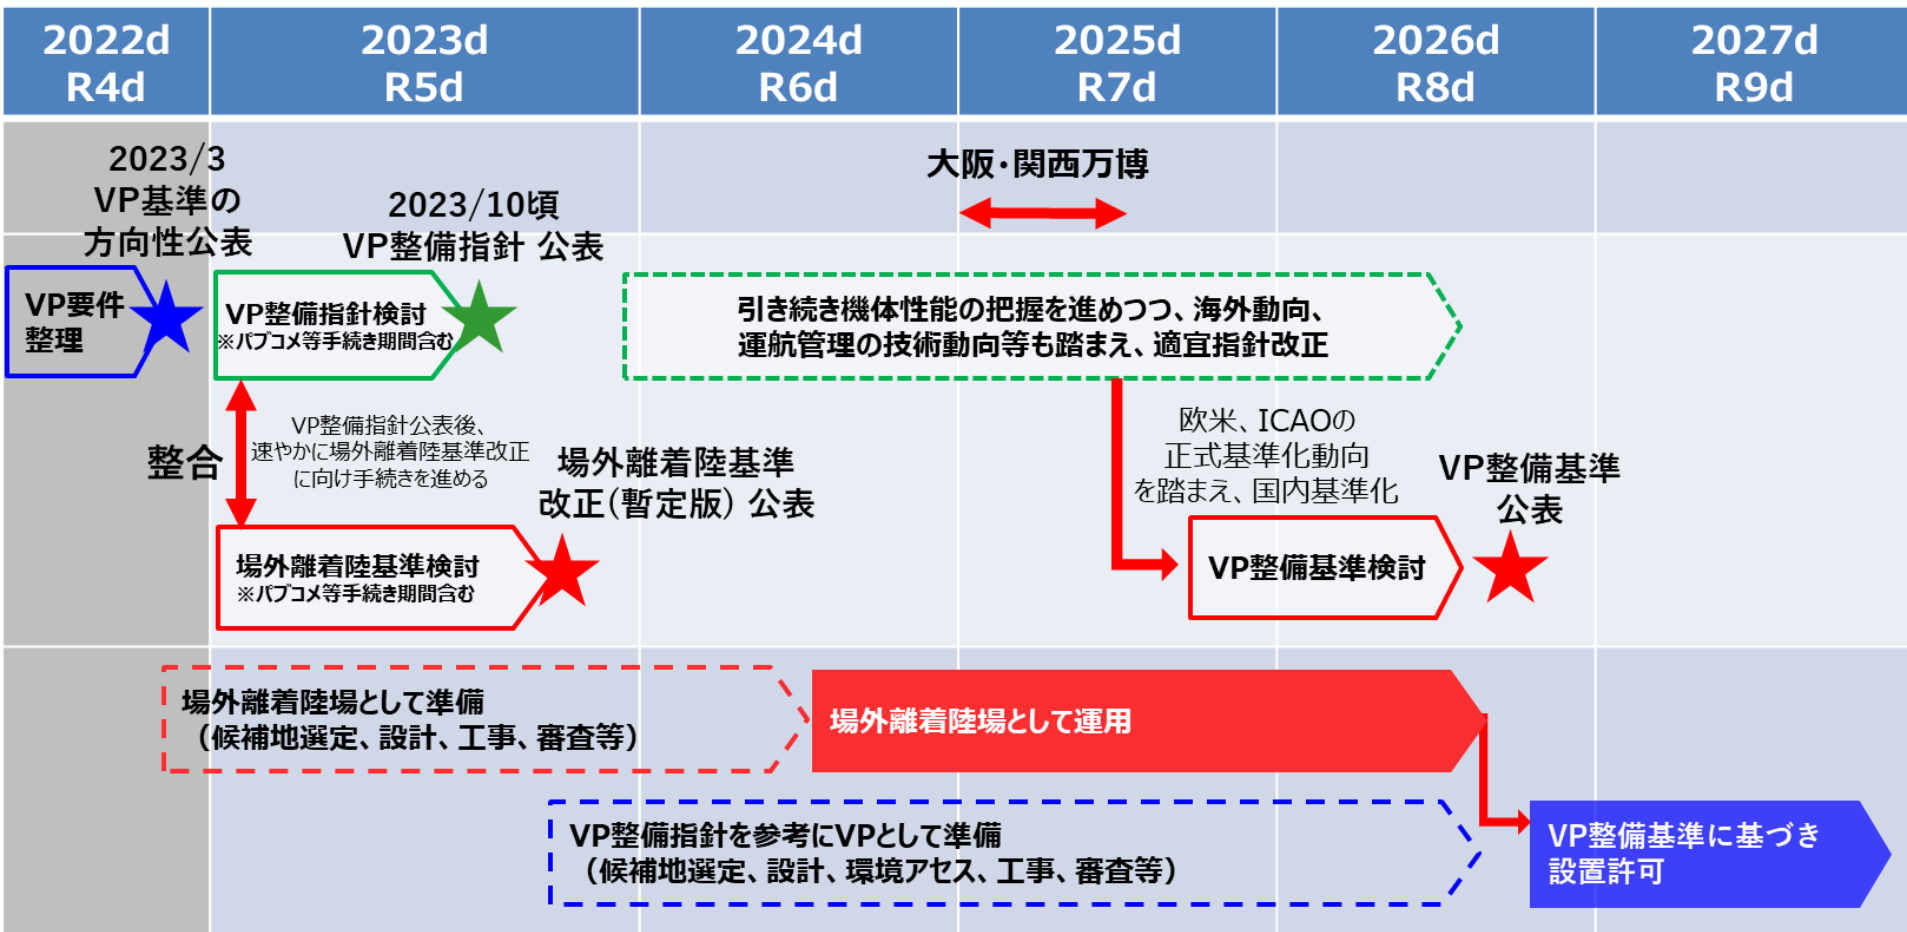 2022d
R4d
2023d
R5d
2024d
R6d
2025d
R7d
2026d
R8d
2027d
R9d
2023/3
VP基準の
方向性公表
2023/10頃
VP整備指針 公表
大阪・関西万博
VP要件
整理
VP整備指針検討
※パブコメ等手続き期間含む
引き続き機体性能の把握を進めつつ、海外動向、
運航管理の技術動向等も踏まえ、適宜指針改正
整合
VP整備指針公表後、
速やかに場外離着陸基準改正
に向け手続きを進める
場外離着陸基準
改正(暫定版) 公表
欧米、ICAOの
正式基準化動向
を踏まえ、国内基準化
VP整備基準
公表
場外離着陸基準検討
※パブコメ等手続き期間含む
VP整備基準検討
場外離着陸場として準備
（候補地選定、設計、工事、審査等）
場外離着陸場として運用
VP整備指針を参考にVPとして準備
（候補地選定、設計、環境アセス、工事、審査等）
VP整備基準に基づき
設置許可